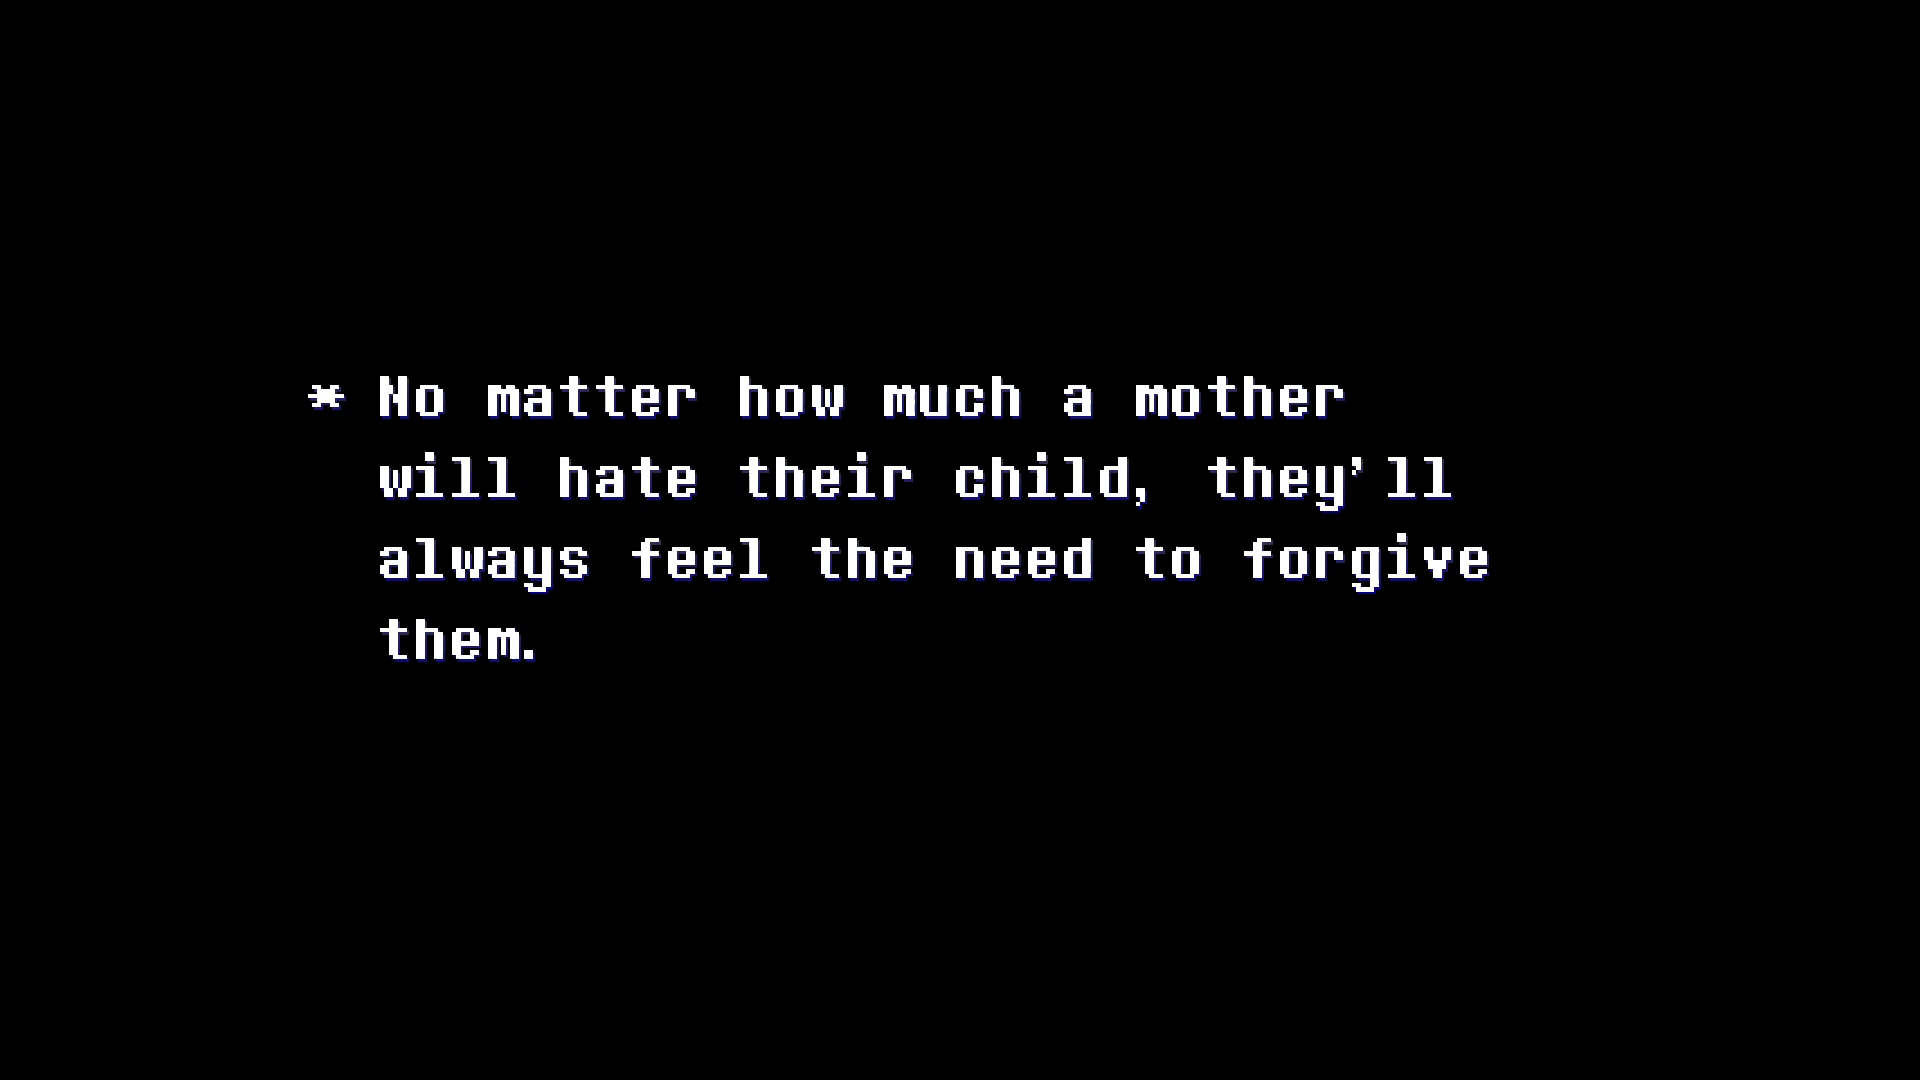 * No matter how much a mother
will hate their child, they'll
always feel the need to forgive
them.